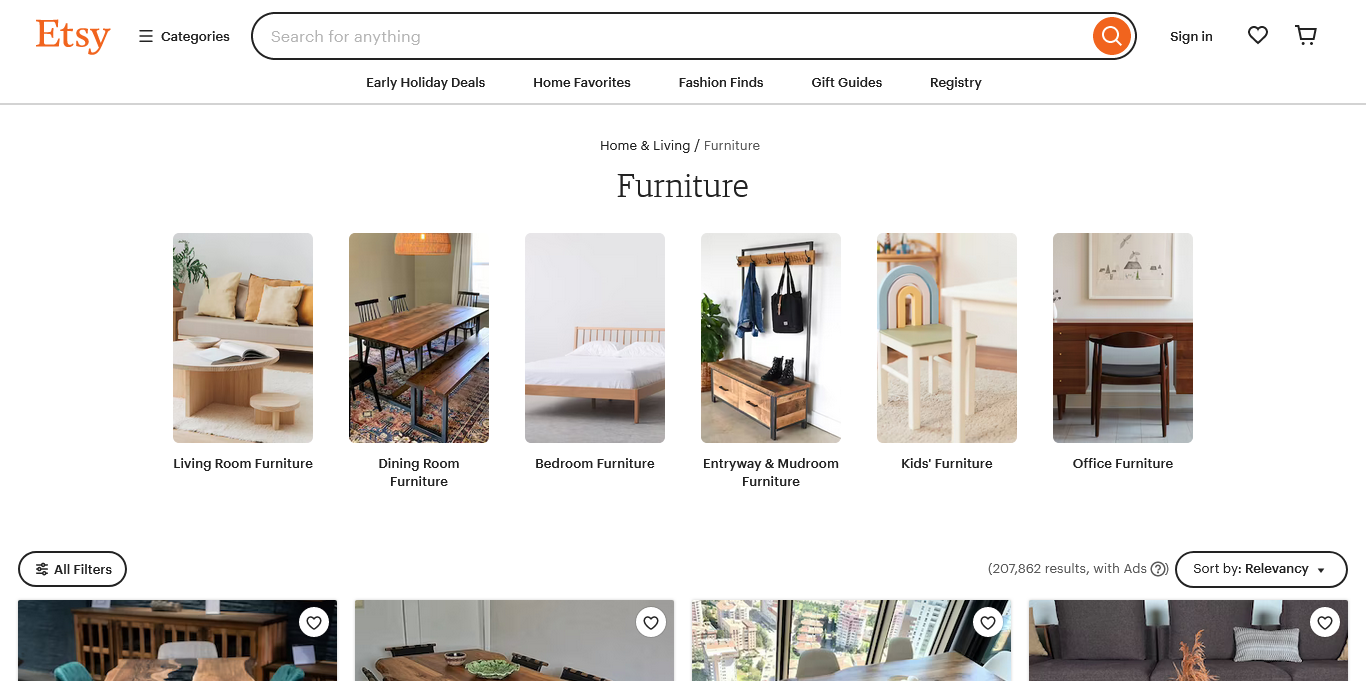 Etsy
Categories
Search for anything
Sign in
Early Holiday Deals
Home Favorites
Fashion Finds
Gift Guides
Registry
Home & Living / Furniture
Furniture
Living Room Furniture
Dining Room
Furniture
Bedroom Furniture
Entryway & Mudroom
Furniture
Kids' Furniture
Office Furniture
All Filters
(207,862 results, with Ads ?)
Sort by: Relevancy